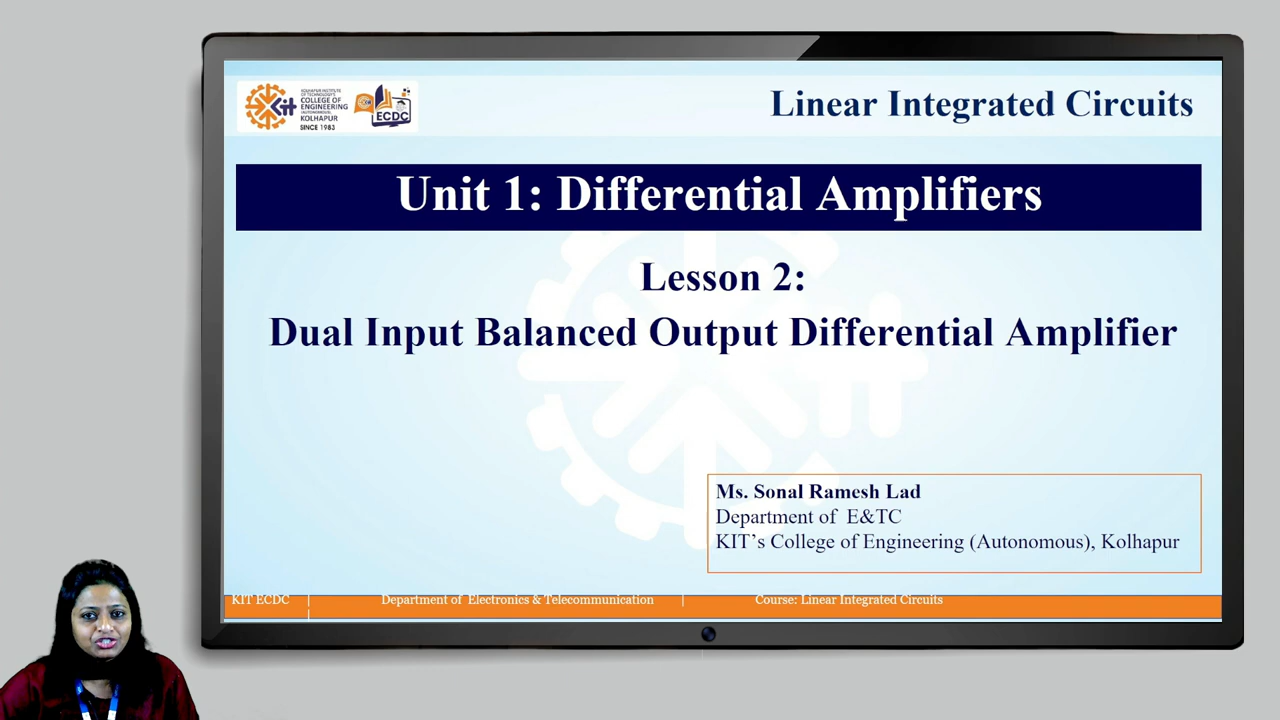 KOLHAPUR INSTITUTE
OF TECHNOLOGY'S
COLLEGE OF
ENGINEERING
(AUTONOMOUS),
KOLHAPUR
SINCE 1983
Kit
ECDC
Linear Integrated Circuits
Unit 1: Differential Amplifiers
Lesson 2:
Dual Input Balanced Output Differential Amplifier
Ms. Sonal Ramesh Lad
Department of E&TC
KIT’s College of Engineering (Autonomous), Kolhapur
KIT ECDC | Department of Electronics & Telecommunication | Course: Linear Integrated Circuits